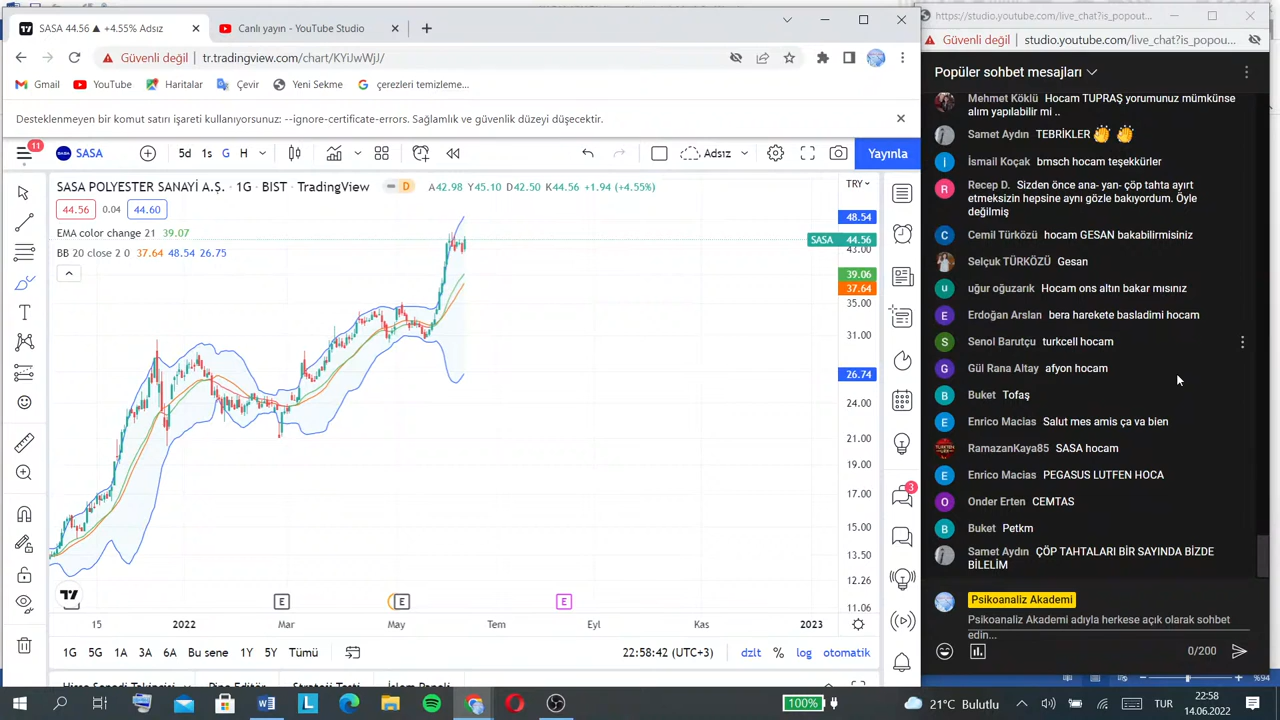 SASA 44.56 ▲ +4.55% Adsız
Canlı yayın - YouTube Studio
Güvenli değil
tr.tradingview.com/chart/KYiJwWjJ/
Gmail
YouTube
Haritalar
Çevir
Yeni Sekme
çerezleri temizleme...
Desteklenmeyen bir komut satırı işareti kullanıyorsunuz: --ignore-certificate-errors. Sağlamlık ve güvenlik düzeyi düşecektir.
11
SASA
5d
1s
G
H
Adsız
Yayınla
SASA POLYESTER SANAYİ A.Ş. · 1G · BIST · TradingView
D
A42.98 Y45.10 D42.50 K44.56 +1.94 (+4.55%)
TRY
44.56
0.04
44.60
EMA color change 21 39.07
BB 20 close 2 0 37.64 48.54 26.75
48.54
SASA 44.56
43.00
39.06
37.64
35.00
31.00
26.74
24.00
21.00
19.00
17.00
15.00
13.50
12.26
11.06
3
E
E
E
15
2022
Mar
May
Tem
Eyl
Kas
2023
1G
5G
1A
3A
6A
Bu sene
1Y
5Y
Tümü
22:58:42 (UTC+3)
dzlt
%
log
otomatik
https://studio.youtube.com/live_chat?is_popout...
Güvenli değil
studio.youtube.com/live_chat?is_popou...
Popüler sohbet mesajları
Mehmet Köklü Hocam TUPRAŞ yorumunuz mümkünse
alım yapılabilir mi ..
Samet Aydın TEBRİKLER 👏 👏
İsmail Koçak bmsch hocam teşekkürler
Recep D. Sizden önce ana- yan- çöp tahta ayırt
etmeksizin hepsine aynı gözle bakıyordum. Öyle
değilmiş
Cemil Türközü hocam GESAN bakabilirmisiniz
Selçuk TÜRKÖZÜ Gesan
uğur oğuzarık Hocam ons altın bakar mısınız
Erdoğan Arslan bera harekete basladimi hocam
Senol Barutçu turkcell hocam
Gül Rana Altay afyon hocam
Buket Tofaş
Enrico Macias Salut mes amis ça va bien
RamazanKaya85 SASA hocam
Enrico Macias PEGASUS LUTFEN HOCA
Onder Erten CEMTAS
Buket Petkm
Samet Aydın ÇÖP TAHTALARI BİR SAYINDA BİZDE
BİLELİM
Psikoanaliz Akademi
Psikoanaliz Akademi adıyla herkese açık olarak sohbet
edin...
0/200
%94
100%
21°C Bulutlu
TUR
22:58
14.06.2022